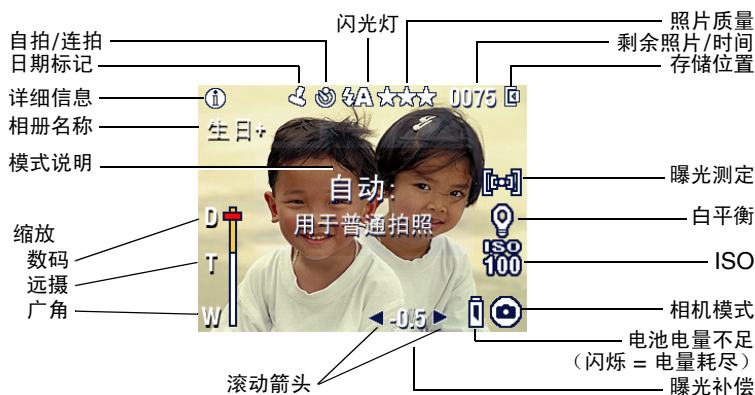 闪光灯
照片质量
自拍/连拍
剩余照片/时间
日期标记
存储位置
详细信息
A 0075
相册名称
生日+
模式说明
自动:
曝光测定
用于普通拍照
D
白平衡
缩放
数码
ISO
100
ISO
远摄
T
广角
W
-0.5
相机模式
电池电量不足
(闪烁 = 电量耗尽)
滚动箭头
曝光补偿